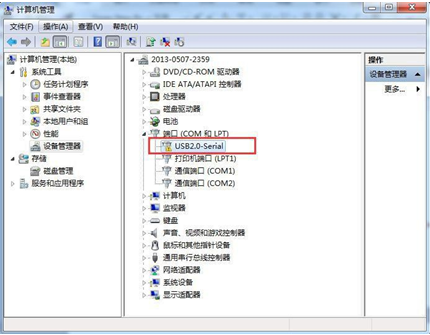 计算机管理
文件(F) 操作(A) 查看(V) 帮助(H)
计算机管理(本地)
系统工具
任务计划程序
事件查看器
共享文件夹
本地用户和组
性能
设备管理器
存储
磁盘管理
服务和应用程序
2013-0507-2359
DVD/CD-ROM 驱动器
IDE ATA/ATAPI 控制器
处理器
磁盘驱动器
电池
端口 (COM 和 LPT)
USB2.0-Serial
打印机端口 (LPT1)
通信端口 (COM1)
通信端口 (COM2)
计算机
监视器
键盘
声音、视频和游戏控制器
鼠标和其他指针设备
通用串行总线控制器
网络适配器
系统设备
显示适配器
操作
设备管理器
更多...